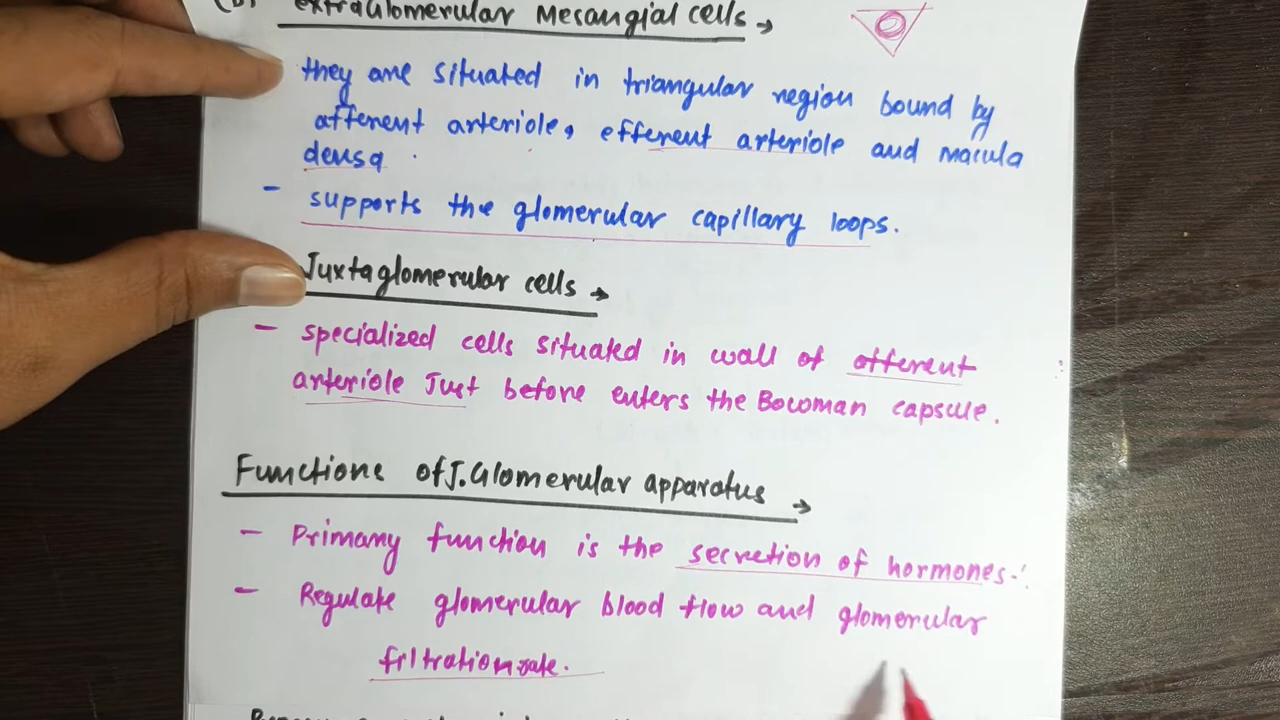 (B) extraGlomerular Mesangial cells →
they are situated in triangular region bound by
afferent arteriole, efferent arteriole and macula
densa.
- supports the glomerular capillary loops.
Juxtaglomerular cells →
- specialized cells situated in wall of afferent
arteriole Just before enters the Bowoman capsule.
Functions of J. Glomerular apparatus →
- Primary function is the secretion of hormones.
- Regulate glomerular blood flow and glomerular
filtration rate.